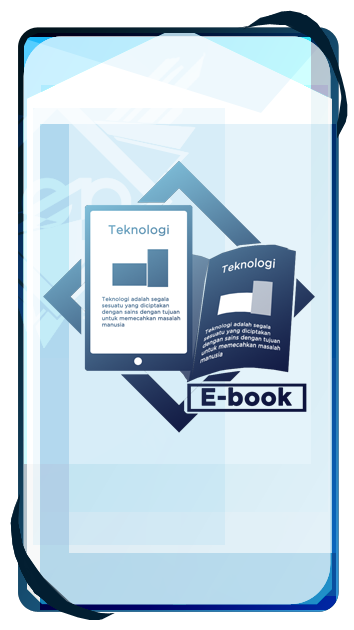 Teknologi
Teknologi adalah segala
sesuatu yang diciptakan
dengan sains dengan tujuan
untuk memecahkan masalah
manusia
Teknologi
Teknologi adalah segala
sesuatu yang diciptakan
dengan sains dengan tujuan
untuk memecahkan masalah
manusia
E-book